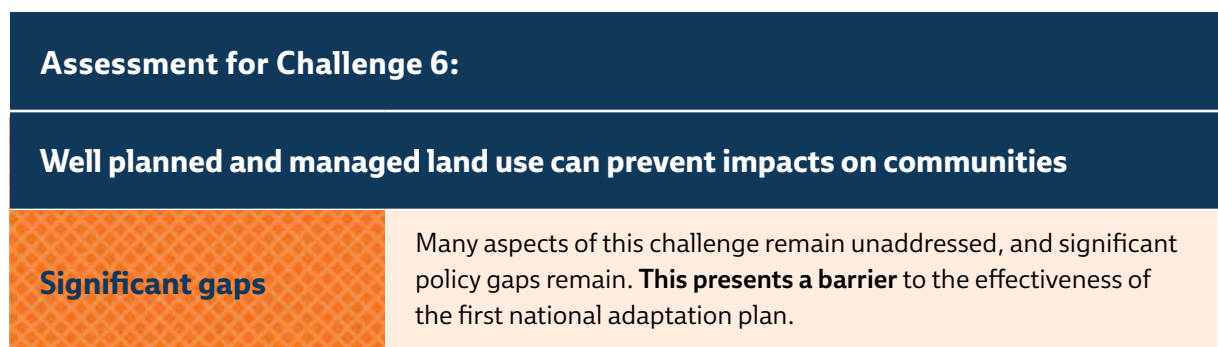 Assessment for Challenge 6:
Well planned and managed land use can prevent impacts on communities
Significant gaps
Many aspects of this challenge remain unaddressed, and significant
policy gaps remain. This presents a barrier to the effectiveness of
the first national adaptation plan.